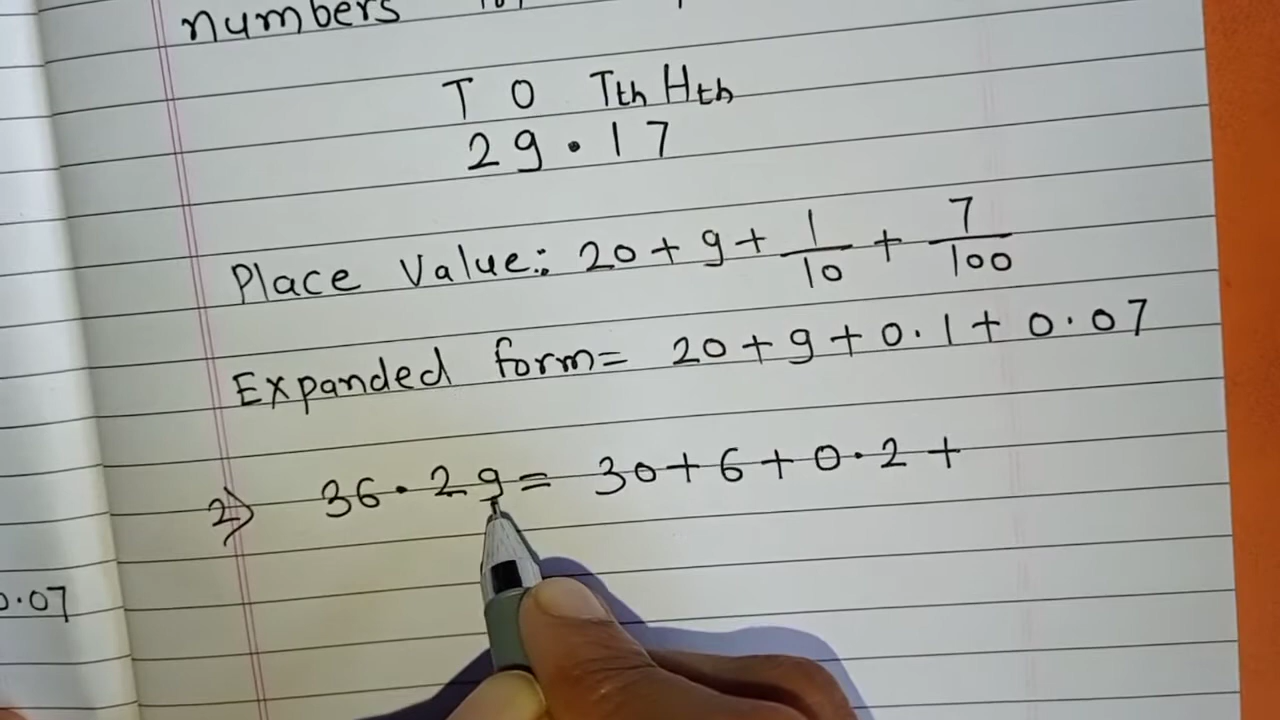 numbers
T O Tth Hth
29.17
Place Value: 20 + 9 + 1/10 + 7/100
Expanded form = 20 + 9 + 0.1 + 0.07
2) 36.29 = 30 + 6 + 0.2 +
0.07